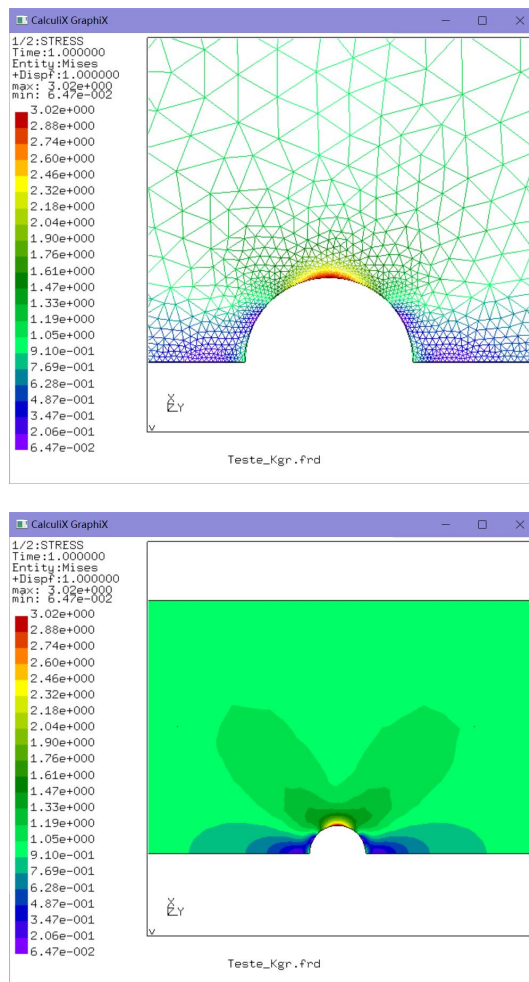 CalculiX GraphiX
1/2:STRESS
Time:1.000000
Entity:Mises
+Dispf:1.000000
max: 3.02e+000
min: 6.47e-002
3.02e+000
2.88e+000
2.74e+000
2.60e+000
2.46e+000
2.32e+000
2.18e+000
2.04e+000
1.90e+000
1.76e+000
1.61e+000
1.47e+000
1.33e+000
1.19e+000
1.05e+000
9.10e-001
7.69e-001
6.28e-001
4.87e-001
3.47e-001
2.06e-001
6.47e-002
X
ZY
Teste_Kgr.frd
CalculiX GraphiX
1/2:STRESS
Time:1.000000
Entity:Mises
+Dispf:1.000000
max: 3.02e+000
min: 6.47e-002
3.02e+000
2.88e+000
2.74e+000
2.60e+000
2.46e+000
2.32e+000
2.18e+000
2.04e+000
1.90e+000
1.76e+000
1.61e+000
1.47e+000
1.33e+000
1.19e+000
1.05e+000
9.10e-001
7.69e-001
6.28e-001
4.87e-001
3.47e-001
2.06e-001
6.47e-002
X
ZY
Teste_Kgr.frd